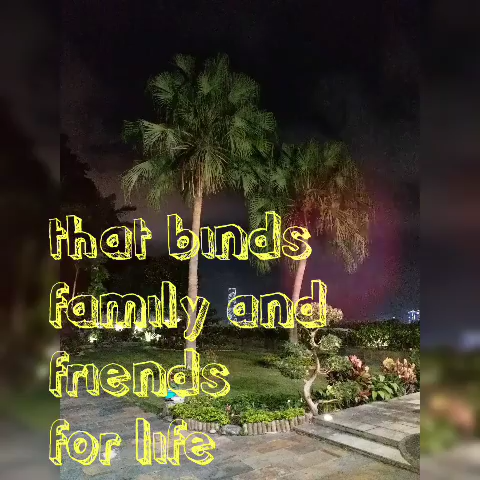 that binds
family and
friends
for life